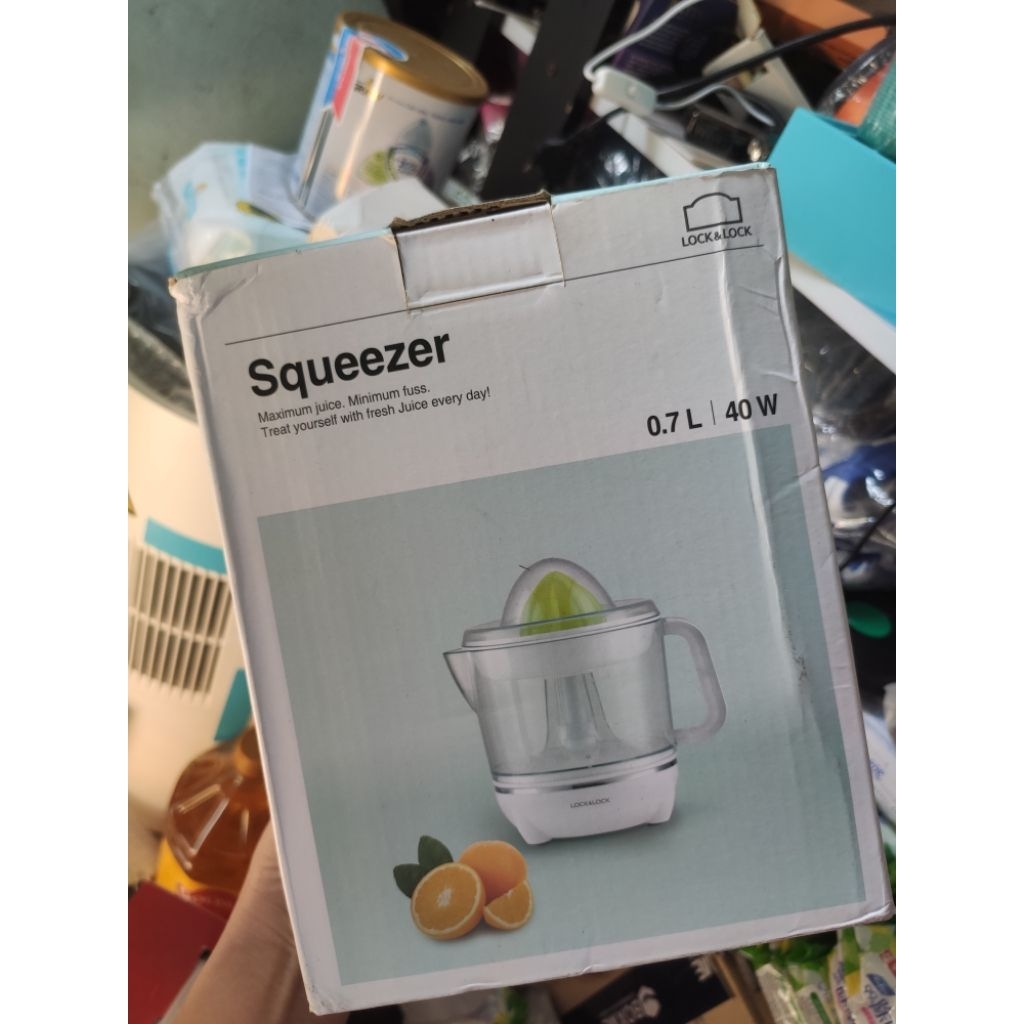 LOCK&LOCK
Squeezer
Maximum juice. Minimum fuss.
Treat yourself with fresh Juice every day!
0.7 L | 40 W
LOCK&LOCK